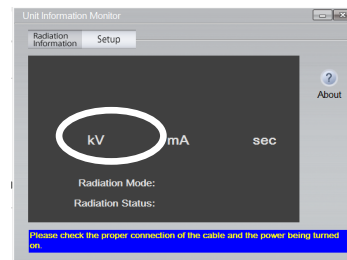 Unit Information Monitor
Radiation
Information
Setup
About
kV mA sec
Radiation Mode:
Radiation Status:
Please check the proper connection of the cable and the power being turned
on.